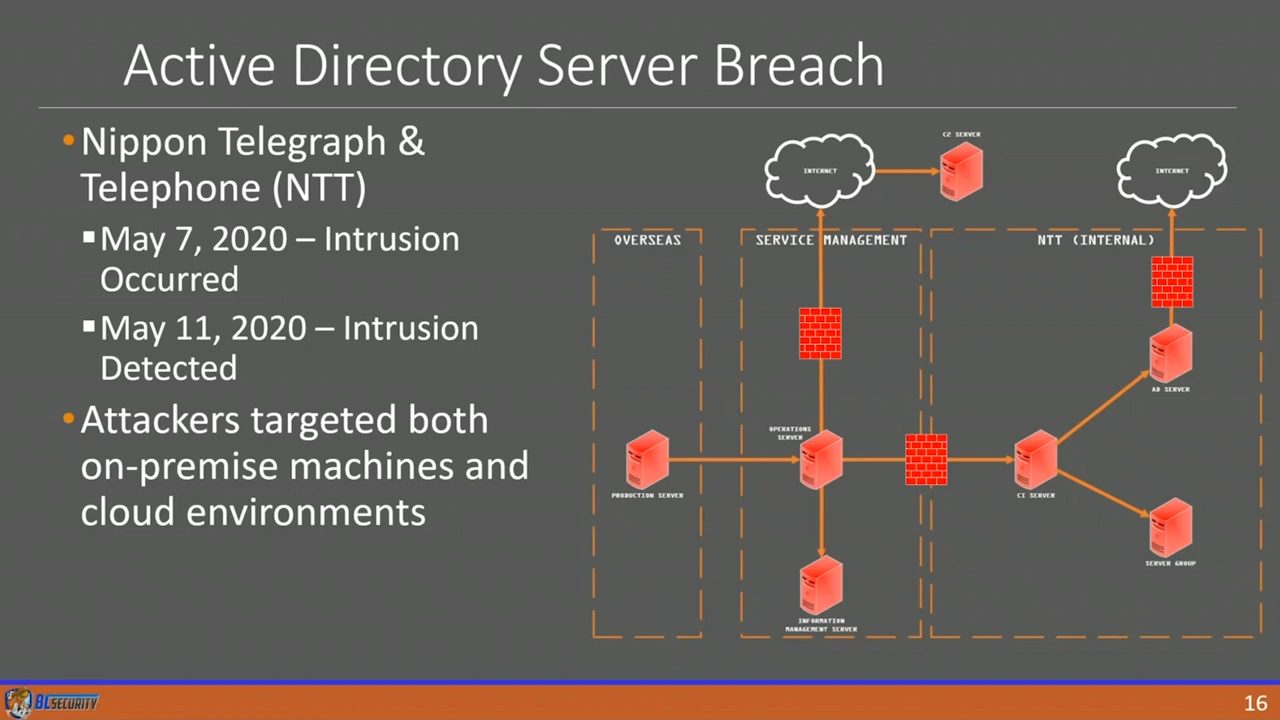 Active Directory Server Breach
•Nippon Telegraph &
Telephone (NTT)
▪May 7, 2020 – Intrusion
Occurred
▪May 11, 2020 – Intrusion
Detected
•Attackers targeted both
on-premise machines and
cloud environments
C2 SERVER
INTERNET
INTERNET
OVERSEAS
SERVICE MANAGEMENT
NTT (INTERNAL)
AD SERVER
OPERATIONS
SERVER
PRODUCTION SERVER
CI SERVER
SERVER GROUP
INFORMATION
MANAGEMENT SERVER
BC SECURITY
16